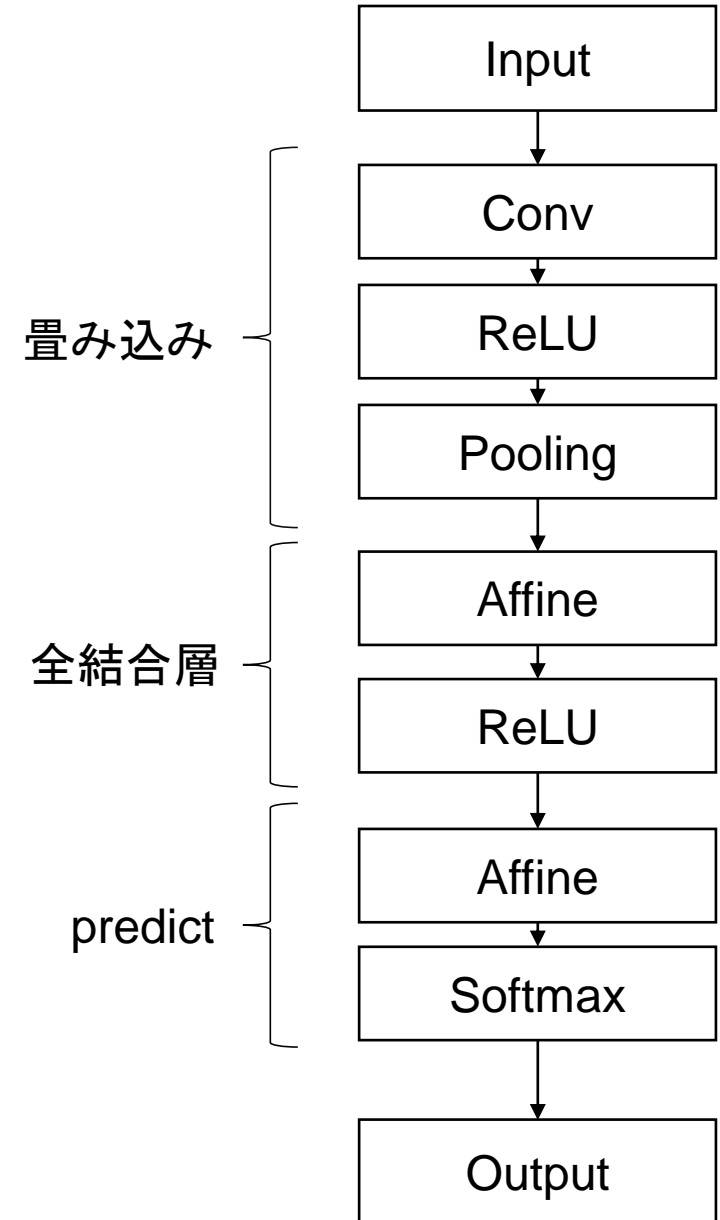 Input
畳み込み
Conv
ReLU
Pooling
全結合層
Affine
ReLU
predict
Affine
Softmax
Output